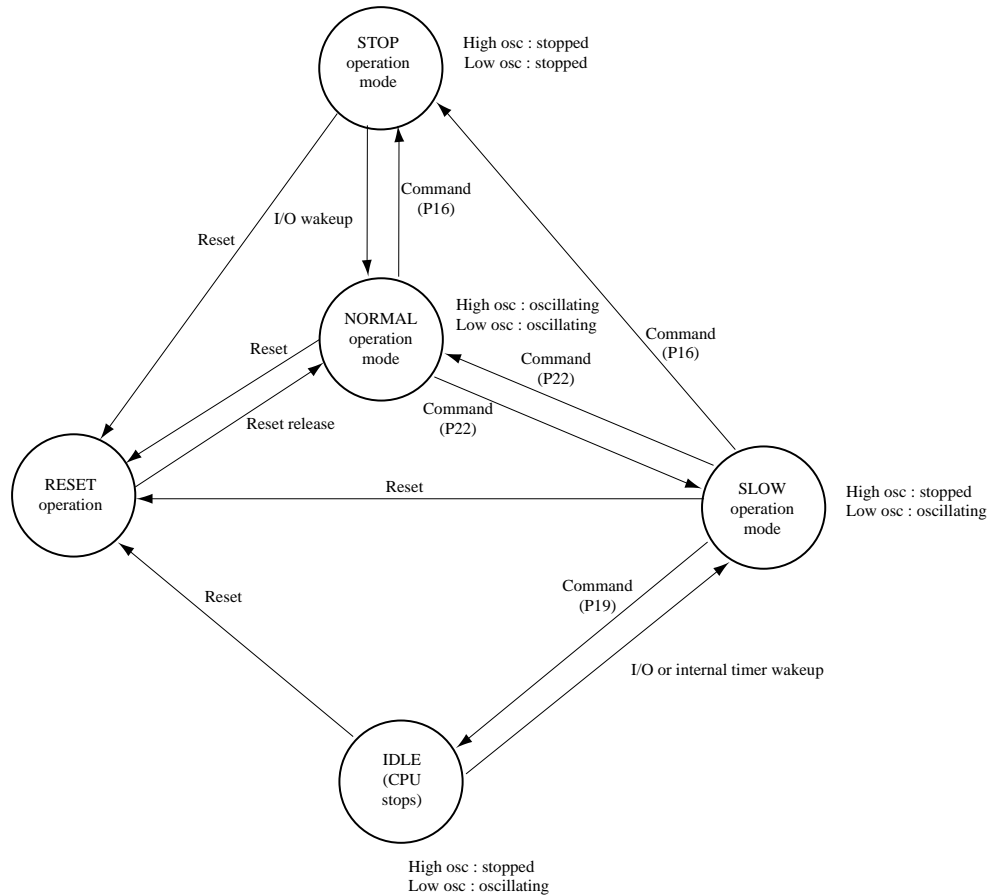 STOP
operation
mode
High osc : stopped
Low osc : stopped
Command
(P16)
I/O wakeup
Reset
NORMAL
operation
mode
High osc : oscillating
Low osc : oscillating
Command
(P16)
Reset
Command
(P22)
Reset release
Command
(P22)
RESET
operation
Reset
SLOW
operation
mode
High osc : stopped
Low osc : oscillating
Reset
Command
(P19)
I/O or internal timer wakeup
IDLE
(CPU
stops)
High osc : stopped
Low osc : oscillating